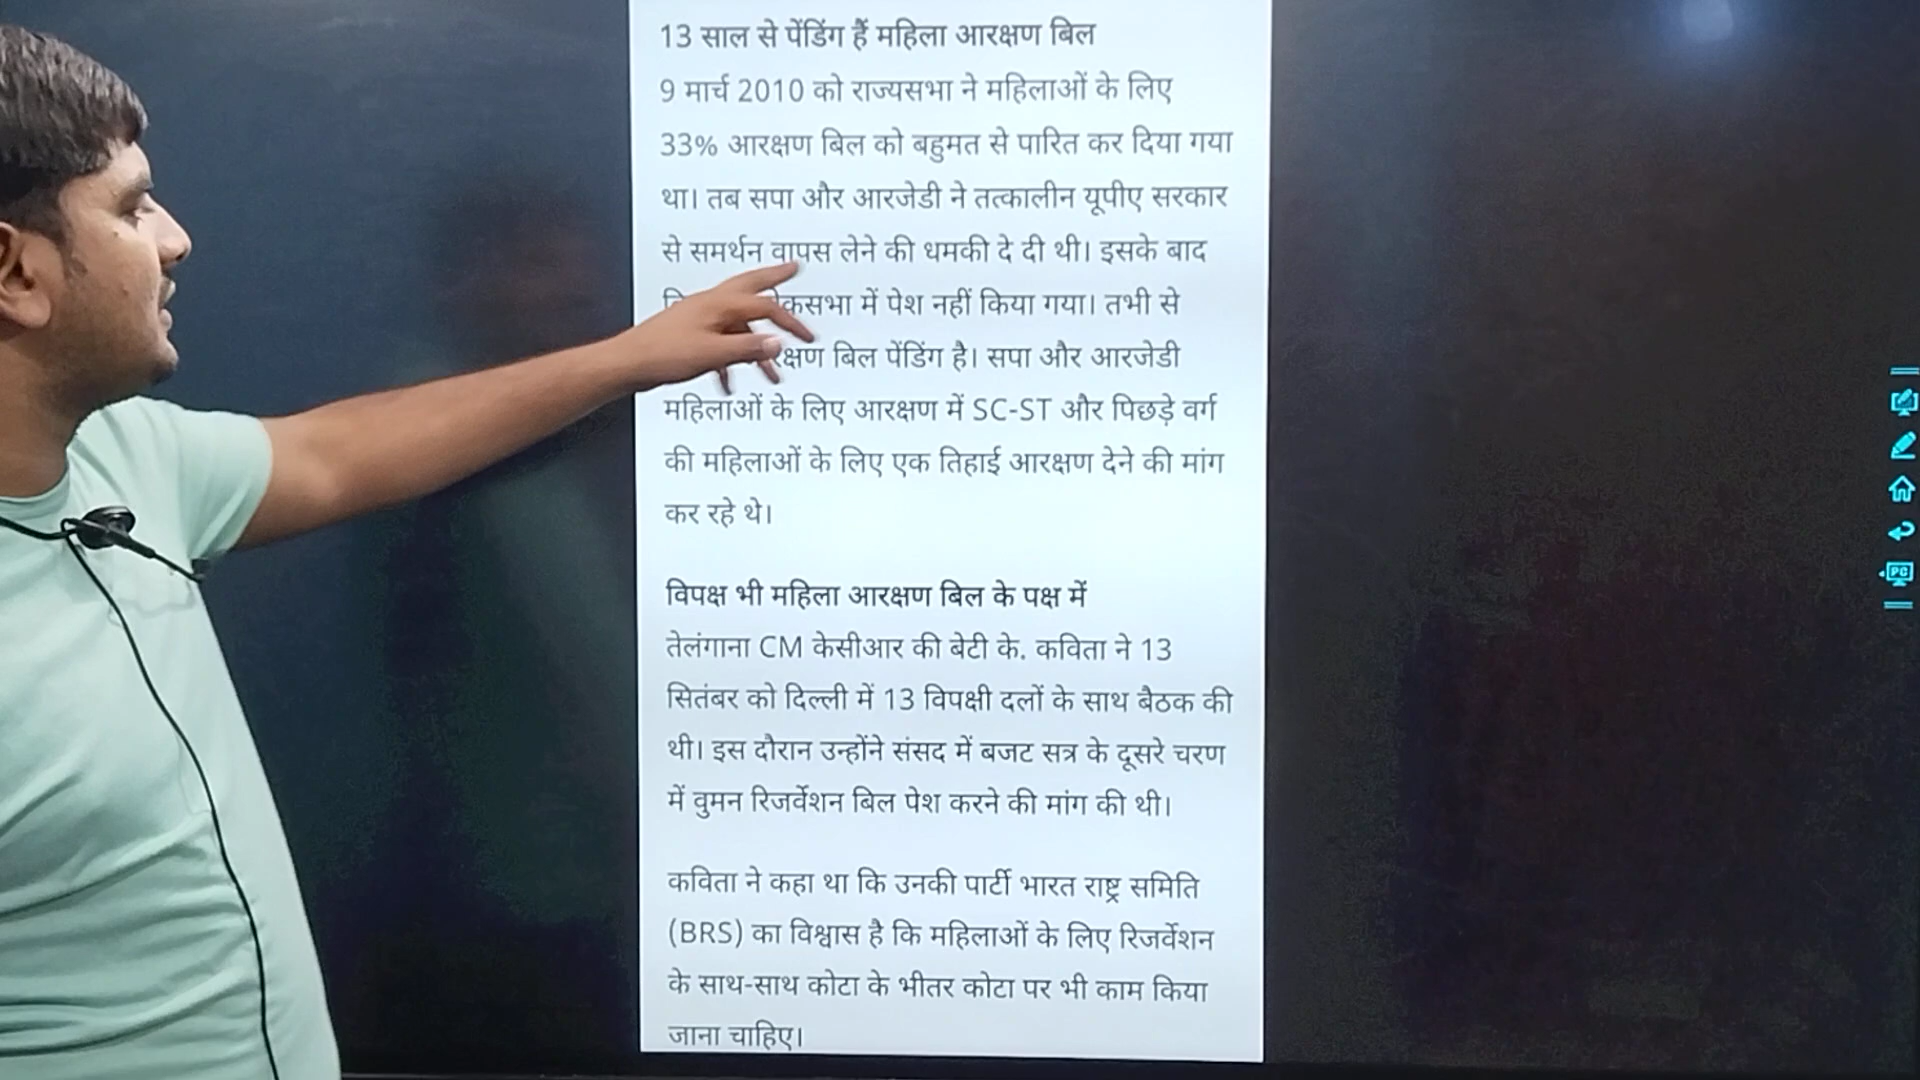 13 साल से पेंडिंग हैं महिला आरक्षण बिल
9 मार्च 2010 को राज्यसभा ने महिलाओं के लिए
33% आरक्षण बिल को बहुमत से पारित कर दिया गया
था। तब सपा और आरजेडी ने तत्कालीन यूपीए सरकार
से समर्थन वापस लेने की धमकी दे दी थी। इसके बाद
में पेश नहीं किया गया। तभी से
बिल पेंडिंग है। सपा और आरजेडी
महिलाओं के लिए आरक्षण में SC-ST और पिछड़े वर्ग
की महिलाओं के लिए एक तिहाई आरक्षण देने की मांग
कर रहे थे।
विपक्ष भी महिला आरक्षण बिल के पक्ष में
तेलंगाना CM केसीआर की बेटी के. कविता ने 13
सितंबर को दिल्ली में 13 विपक्षी दलों के साथ बैठक की
थी। इस दौरान उन्होंने संसद में बजट सत्र के दूसरे चरण
में वुमन रिजर्वेशन बिल पेश करने की मांग की थी।
कविता ने कहा था कि उनकी पार्टी भारत राष्ट्र समिति
(BRS) का विश्वास है कि महिलाओं के लिए रिजर्वेशन
के साथ-साथ कोटा के भीतर कोटा पर भी काम किया
जाना चाहिए।
PC